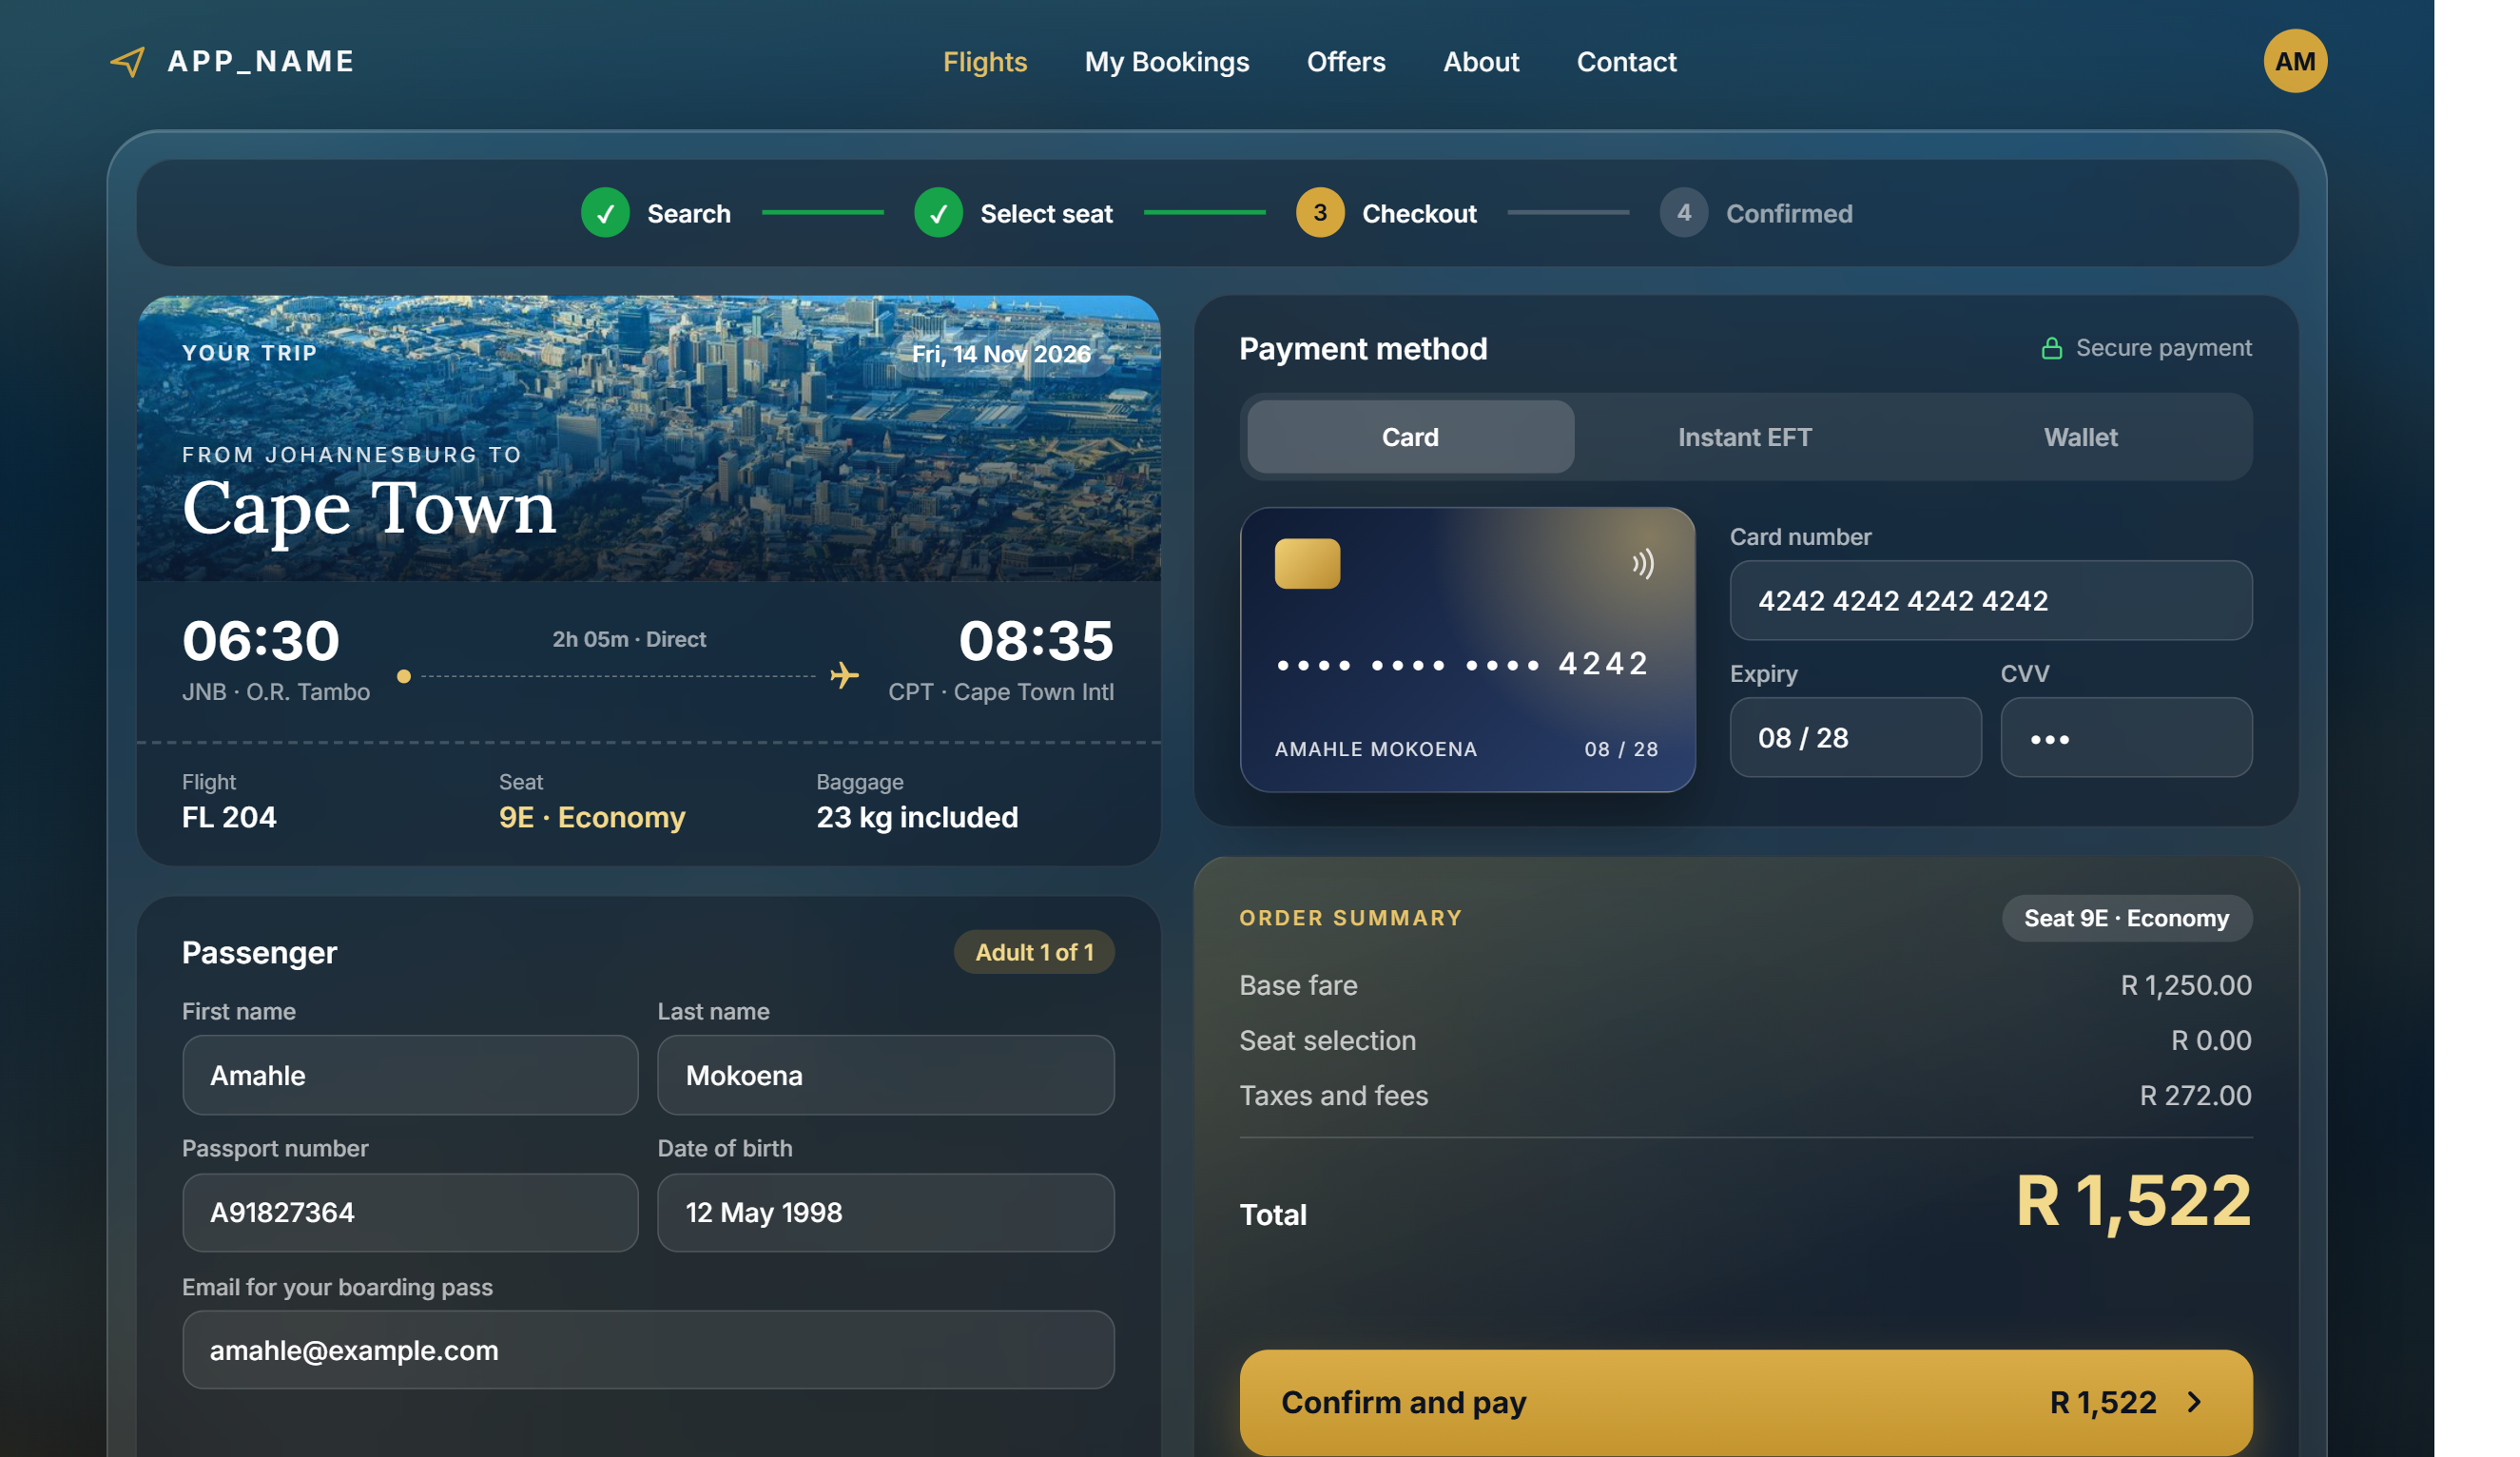 APP_NAME
Flights
My Bookings
Offers
About
Contact
AM
✓ Search
✓ Select seat
3 Checkout
4 Confirmed
YOUR TRIP
Fri, 14 Nov 2026
FROM JOHANNESBURG TO
Cape Town
06:30
2h 05m · Direct
08:35
JNB · O.R. Tambo
CPT · Cape Town Intl
Flight
Seat
Baggage
FL 204
9E · Economy
23 kg included
Passenger
Adult 1 of 1
First name
Last name
Amahle
Mokoena
Passport number
Date of birth
A91827364
12 May 1998
Email for your boarding pass
amahle@example.com
Payment method
Secure payment
Card
Instant EFT
Wallet
•••• •••• •••• 4242
AMAHLE MOKOENA
08 / 28
Card number
4242 4242 4242 4242
Expiry
CVV
08 / 28
•••
ORDER SUMMARY
Seat 9E · Economy
Base fare
R 1,250.00
Seat selection
R 0.00
Taxes and fees
R 272.00
Total
R 1,522
Confirm and pay
R 1,522